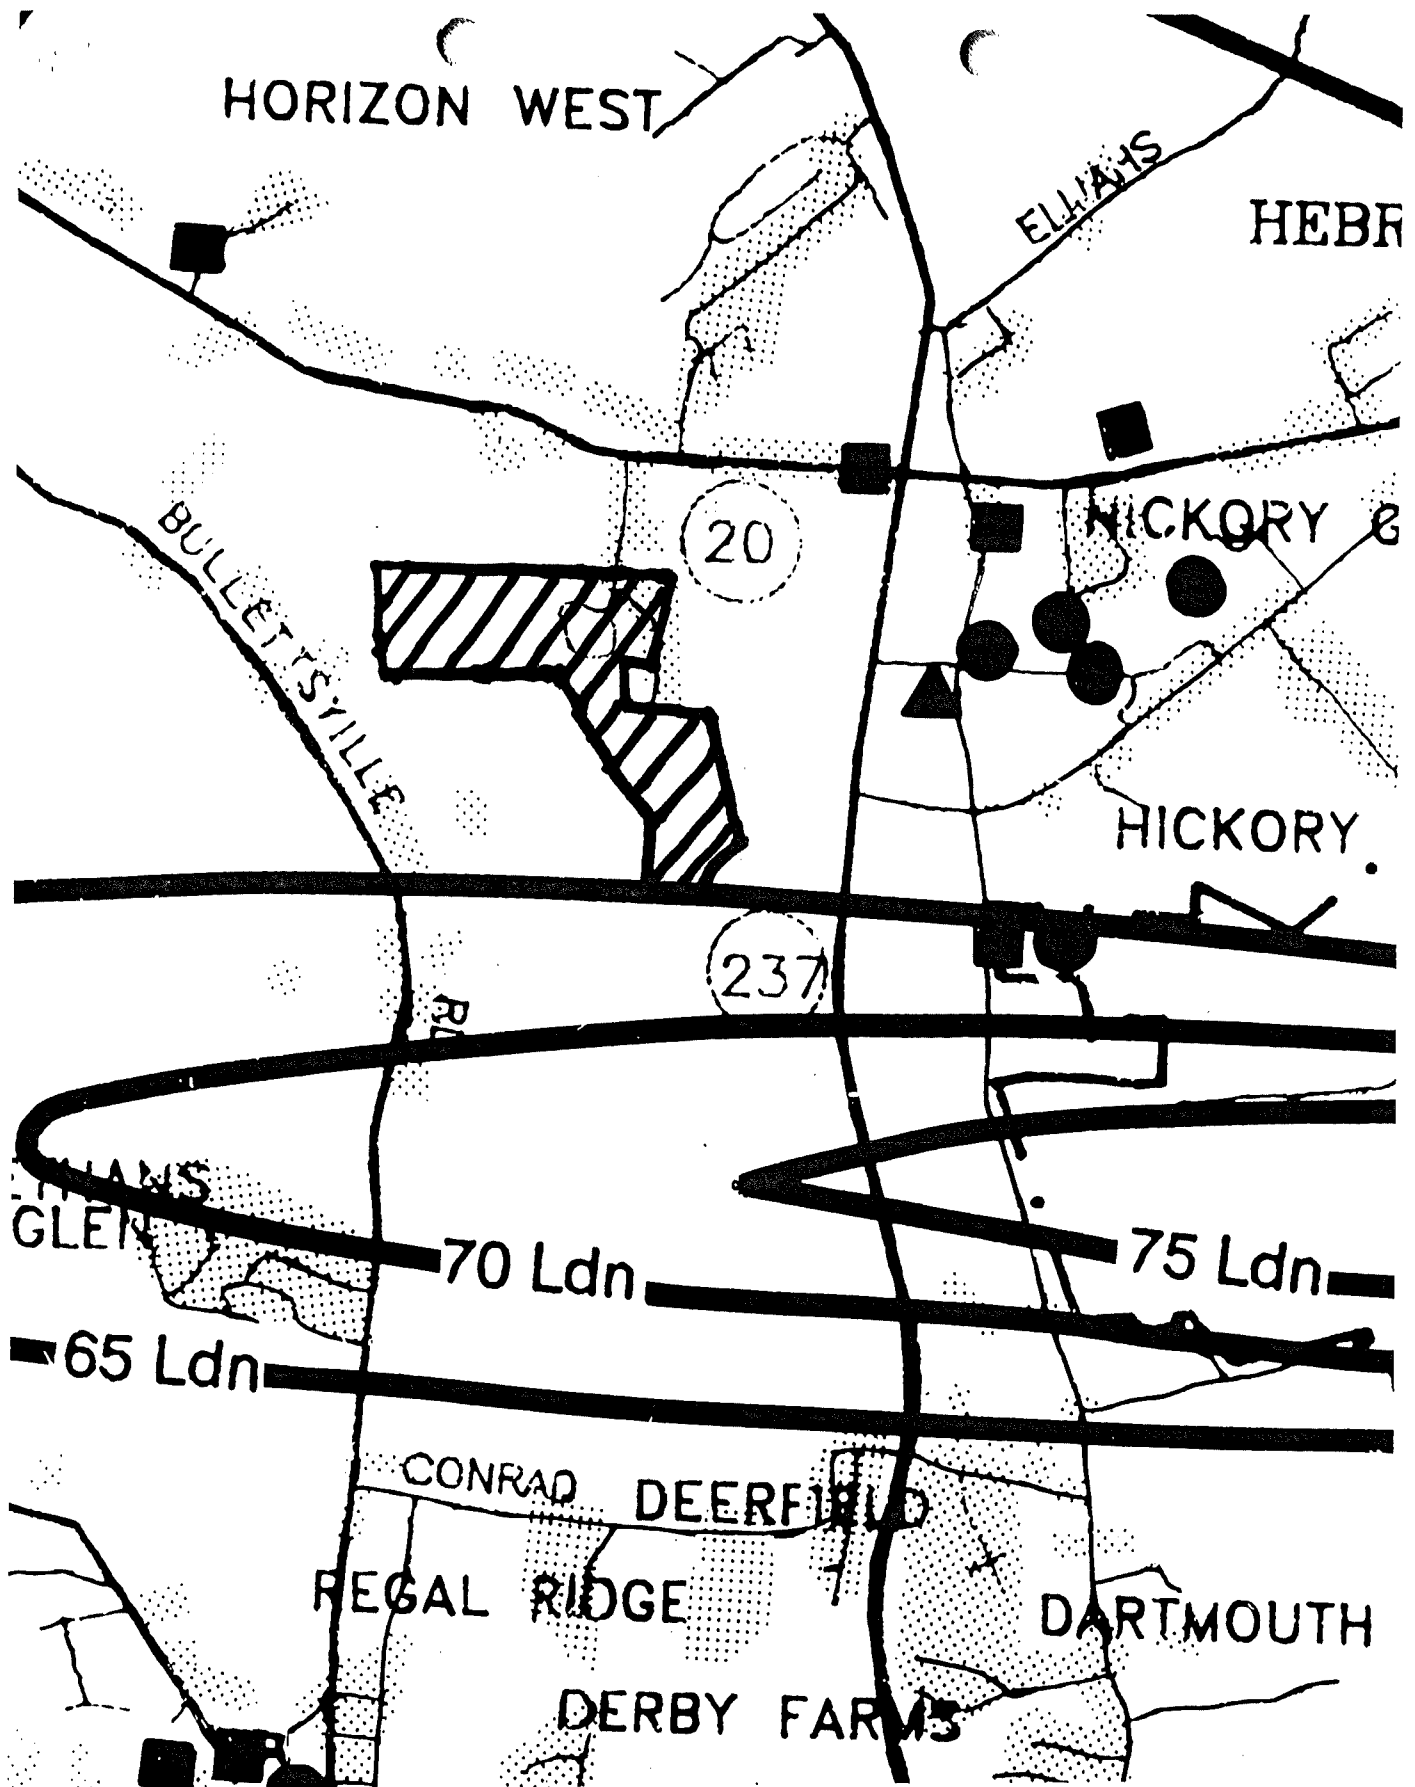 HORIZON WEST
HEBR
20
HICKORY G
BULLETTSVILLE
HICKORY
237
RD
GLEN
70 Ldn
75 Ldn
65 Ldn
CONRAD
DEERFIELD
REGAL RIDGE
DARTMOUTH
DERBY FARMS